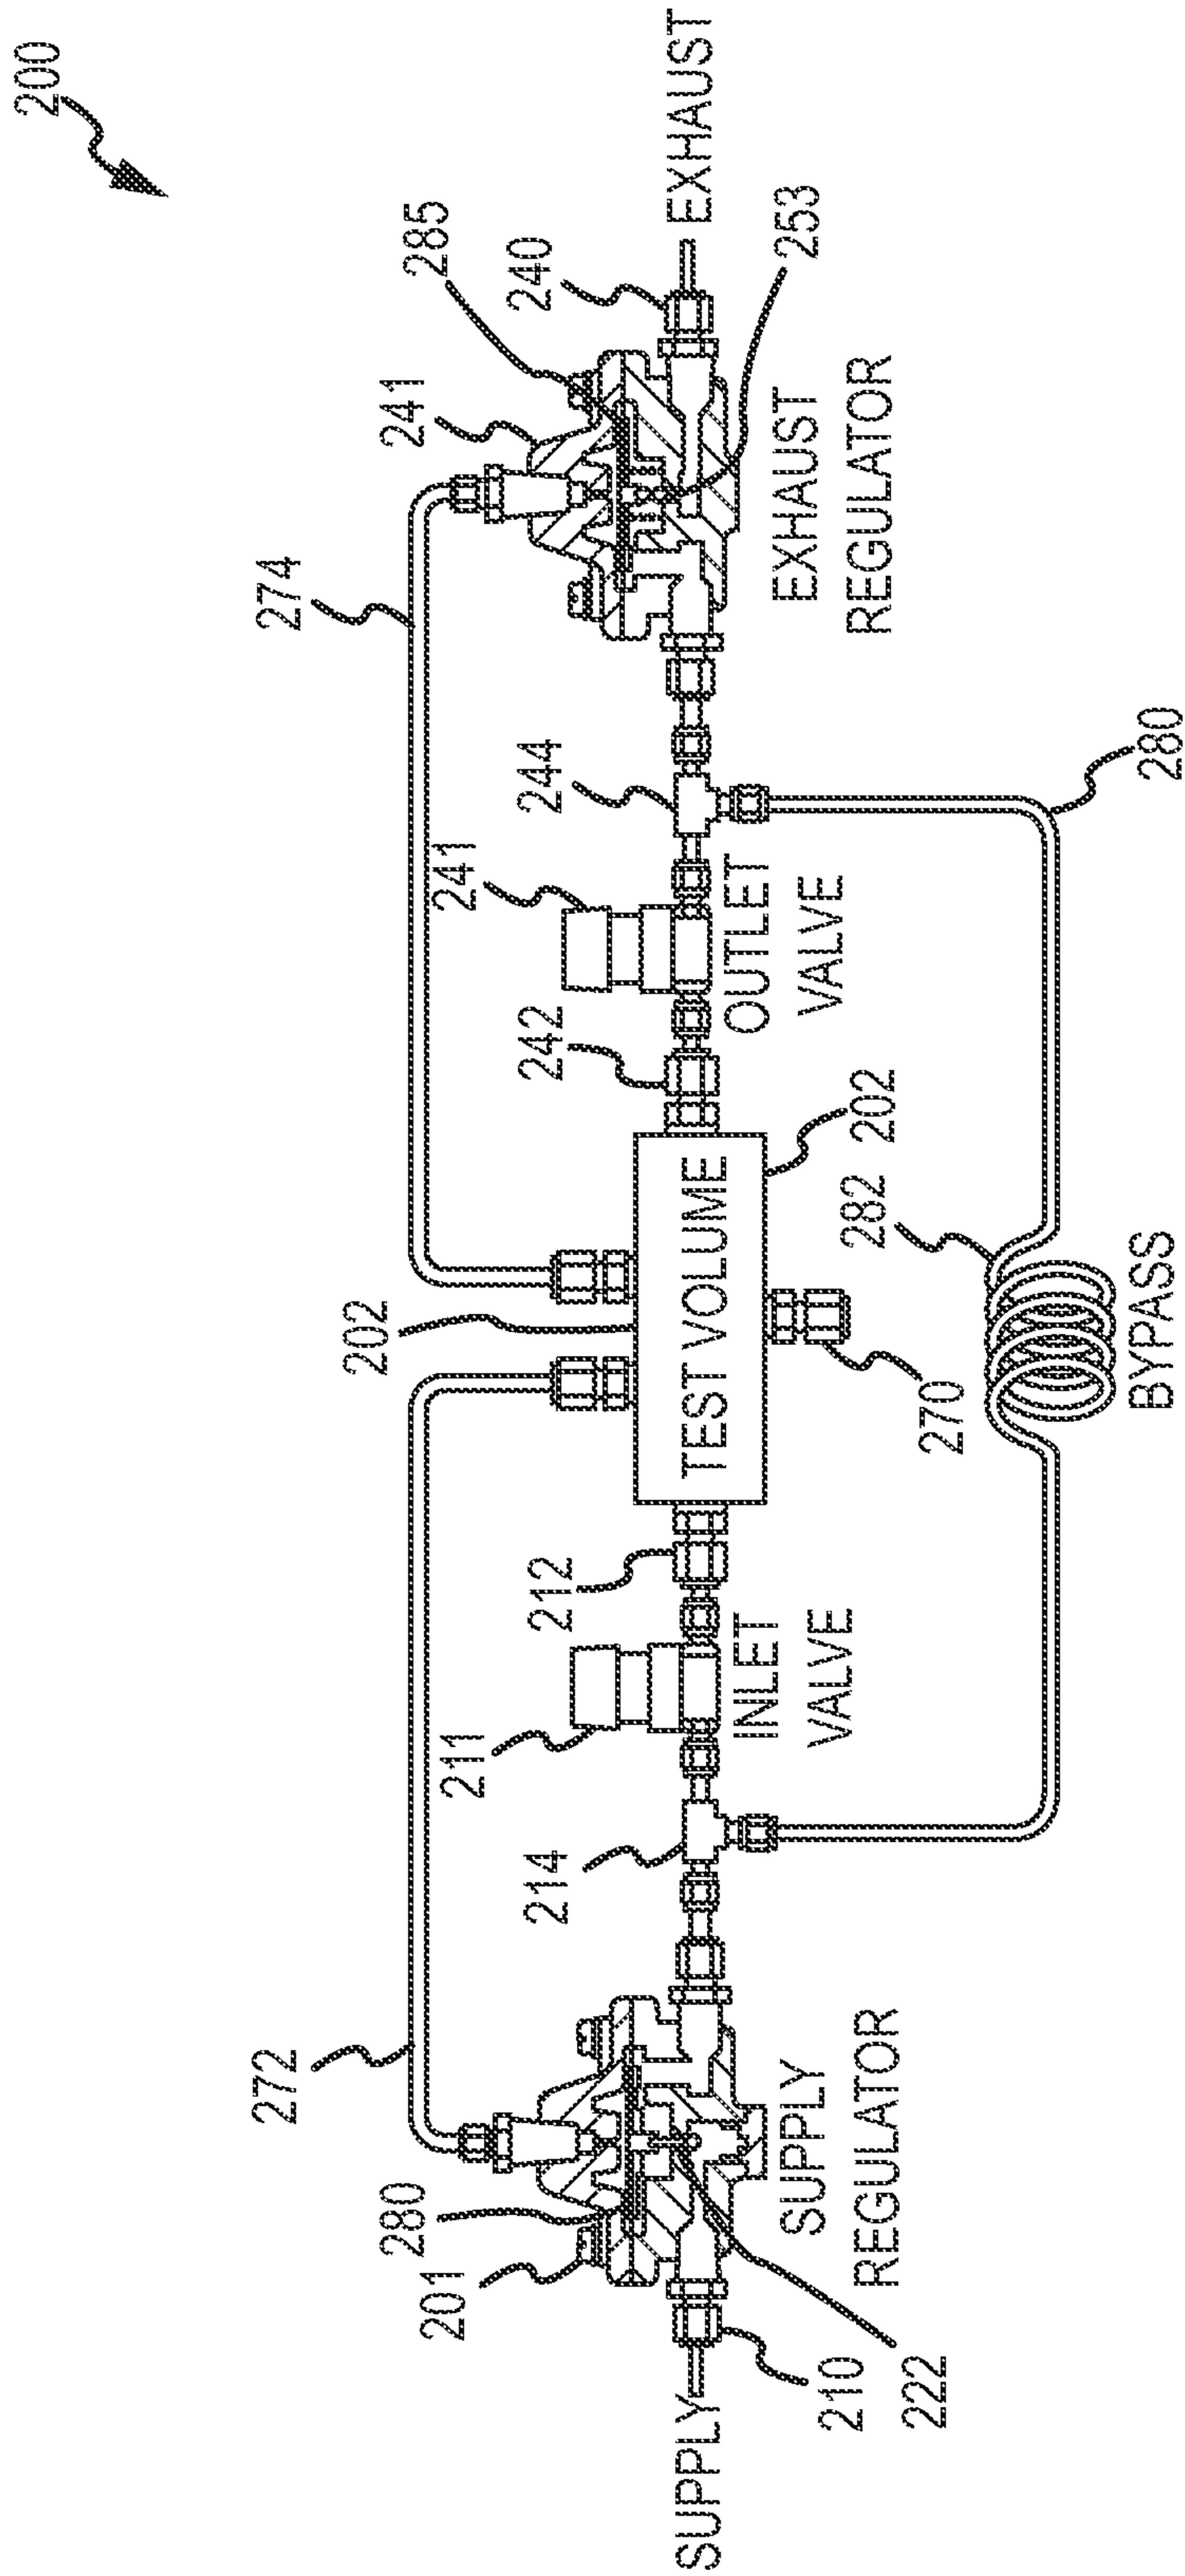 200
272
274
202
280
201
211
212
242
241
244
241
285
240
214
SUPPLY
TEST VOLUME
EXHAUST
210
222
SUPPLY
REGULATOR
INLET
VALVE
270
202
OUTLET
VALVE
253
EXHAUST
REGULATOR
282
280
BYPASS